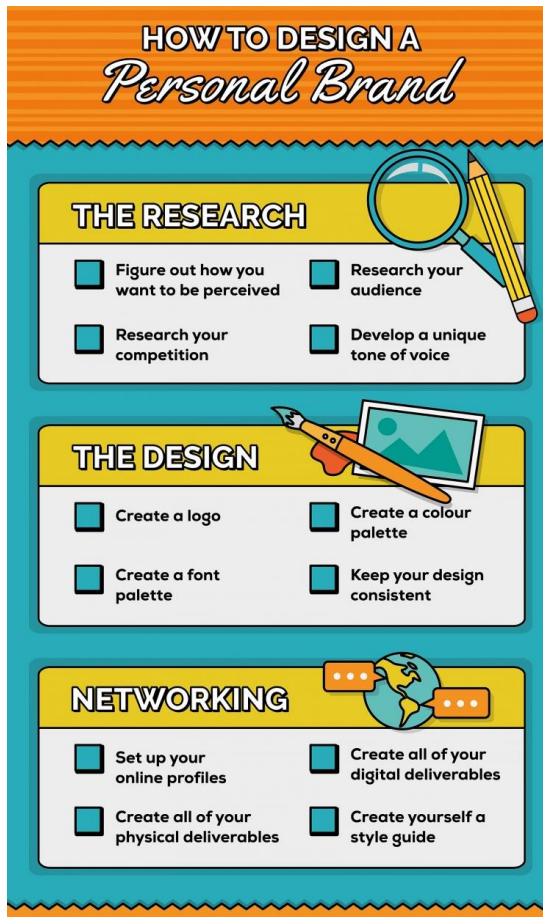 HOW TO DESIGN A
Personal Brand
THE RESEARCH
Figure out how you
want to be perceived
Research your
audience
Research your
competition
Develop a unique
tone of voice
THE DESIGN
Create a logo
Create a colour
palette
Create a font
palette
Keep your design
consistent
NETWORKING
Set up your
online profiles
Create all of your
digital deliverables
Create all of your
physical deliverables
Create yourself a
style guide